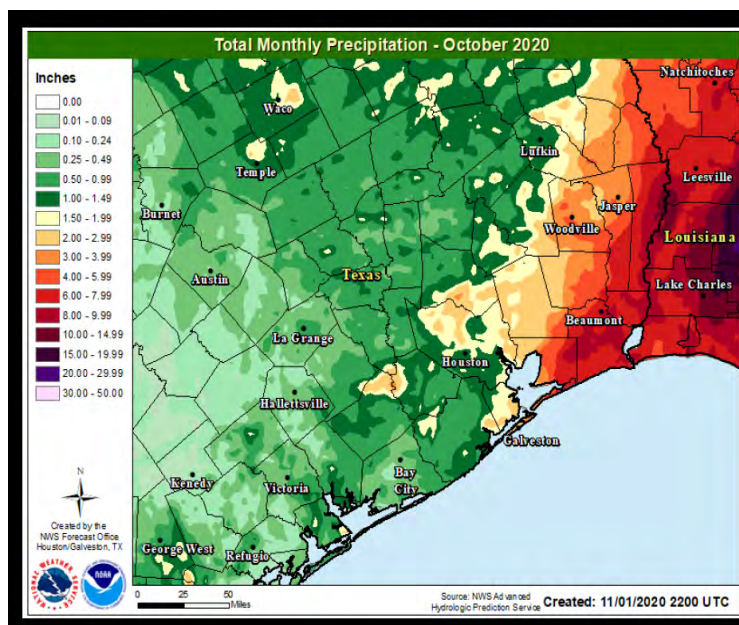 Total Monthly Precipitation - October 2020
Inches
0.00
0.01 - 0.09
0.10 - 0.24
0.25 - 0.49
0.50 - 0.99
1.00 - 1.49
1.50 - 1.99
2.00 - 2.99
3.00 - 3.99
4.00 - 5.99
6.00 - 7.99
8.00 - 9.99
10.00 - 14.99
15.00 - 19.99
20.00 - 29.99
30.00 - 50.00
Natchitoches
Waco
Lufkin
Temple
Leesville
Burnet
Jasper
Woodville
Louisiana
Austin
Texas
Lake Charles
Beaumont
La Grange
Houston
Hallettsville
Galveston
Kenedy
Victoria
Bay
City
George West
Refugio
N
Created by the
NWS Forecast Office
Houston/Galveston, TX
NATIONAL WEATHER SERVICE
NOAA
0 25 50
Miles
Source: NWS Advanced
Hydrologic Prediction Service
Created: 11/01/2020 2200 UTC